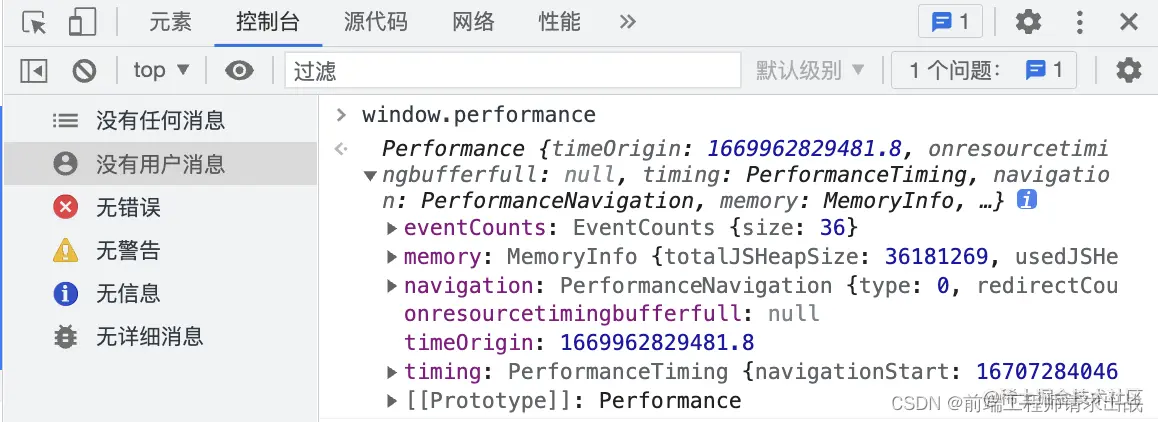 元素 控制台 源代码 网络 性能 » 1
top ▼ 过滤 默认级别 ▼ 1 个问题： 1
没有任何消息
没有用户消息
无错误
无警告
无信息
无详细消息
> window.performance
Performance {timeOrigin: 1669962829481.8, onresourcetimi
ngbufferfull: null, timing: PerformanceTiming, navigatio
n: PerformanceNavigation, memory: MemoryInfo, …} i
▶ eventCounts: EventCounts {size: 36}
▶ memory: MemoryInfo {totalJSHeapSize: 36181269, usedJSHe
▶ navigation: PerformanceNavigation {type: 0, redirectCou
onresourcetimingbufferfull: null
timeOrigin: 1669962829481.8
▶ timing: PerformanceTiming {navigationStart: 16707284046
▶ [[Prototype]]: Performance
@稀土掘金技术社区
CSDN @前端工程师请求出战